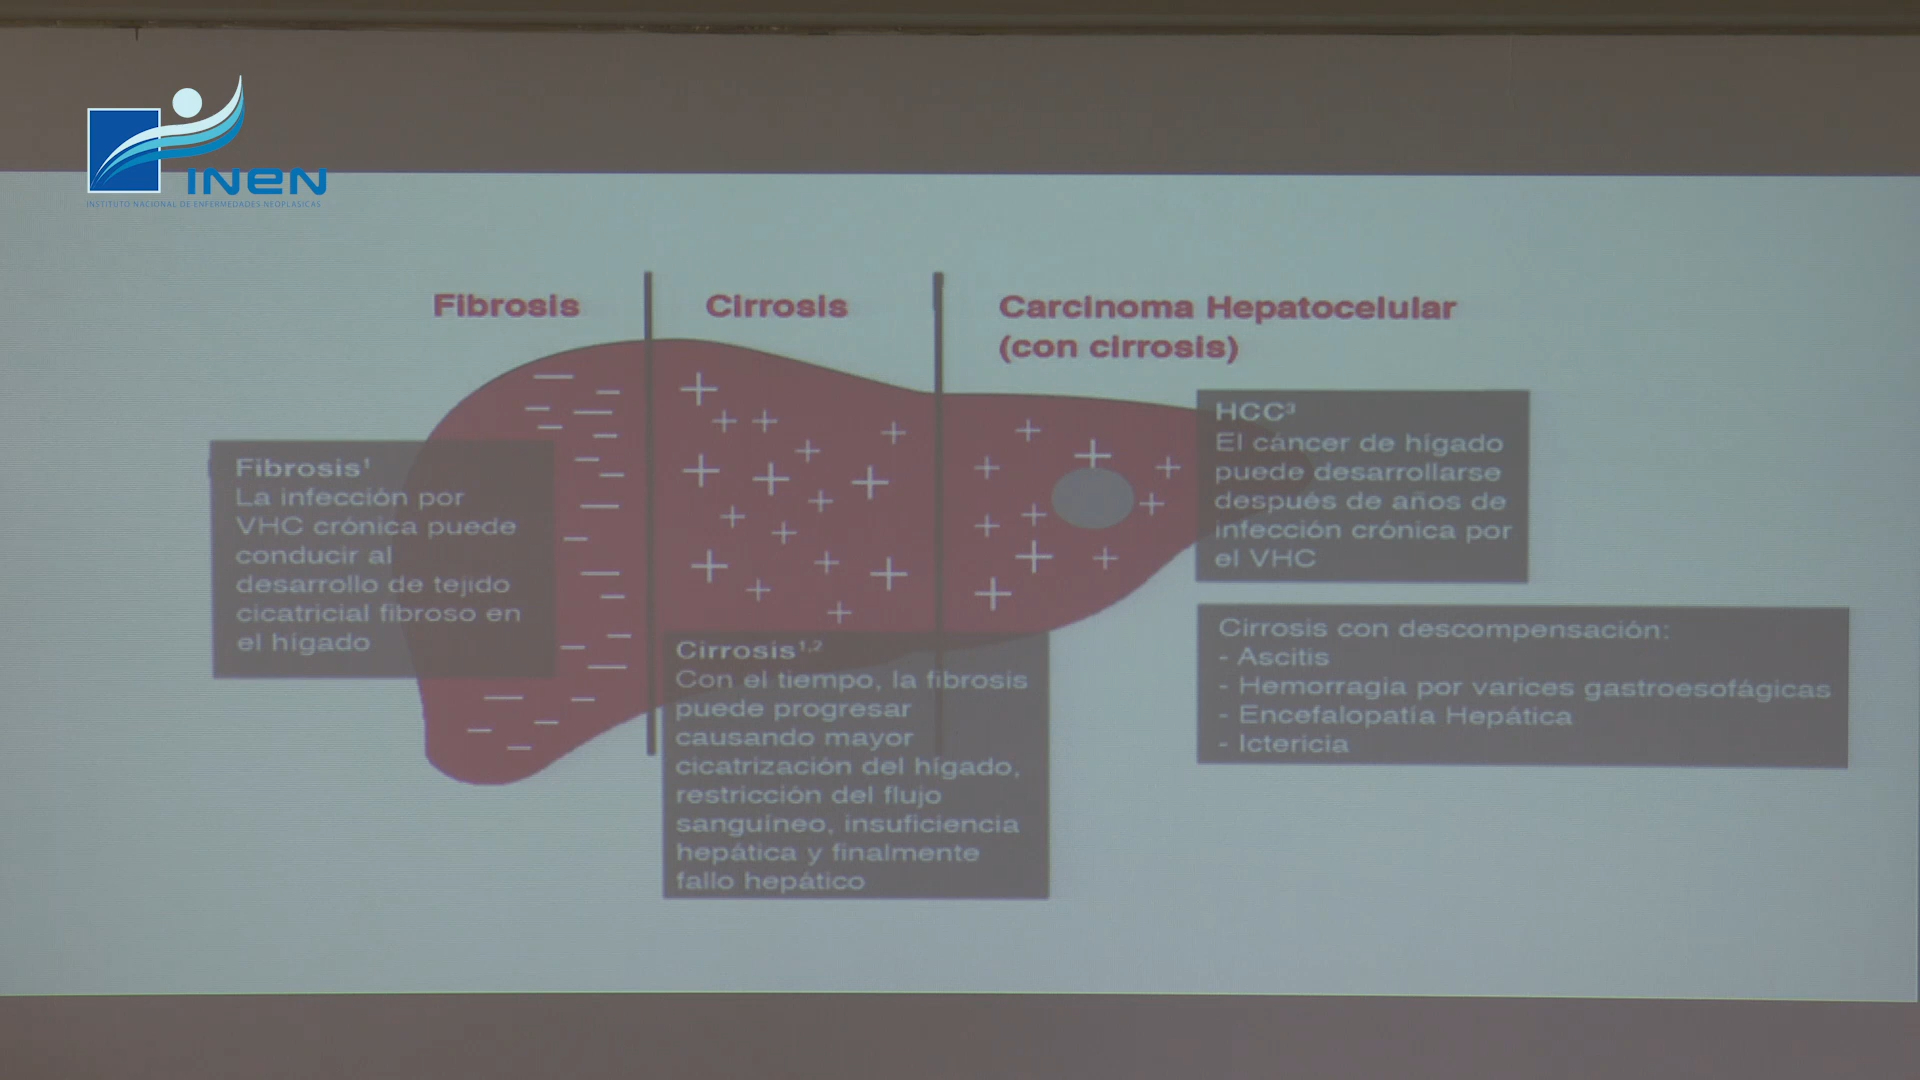 INEN
INSTITUTO NACIONAL DE ENFERMEDADES NEOPLASICAS
Fibrosis
Cirrosis
Carcinoma Hepatocelular
(con cirrosis)
Fibrosis¹
La infección por
VHC crónica puede
conducir al
desarrollo de tejido
cicatricial fibroso en
el hígado
Cirrosis¹,²
Con el tiempo, la fibrosis
puede progresar
causando mayor
cicatrización del hígado,
restricción del flujo
sanguíneo, insuficiencia
hepática y finalmente
fallo hepático
HCC³
El cáncer de hígado
puede desarrollarse
después de años de
infección crónica por
el VHC
Cirrosis con descompensación:
- Ascitis
- Hemorragia por varices gastroesofágicas
- Encefalopatía Hepática
- Ictericia